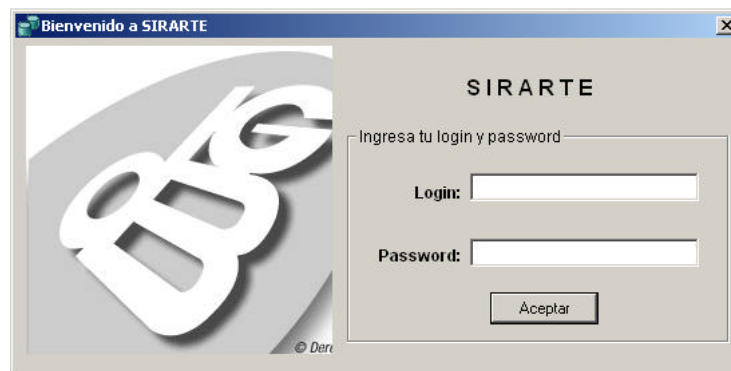 Bienvenido a SIRARTE
SIRARTE
Ingresa tu login y password
Login:
Password:
Aceptar
©